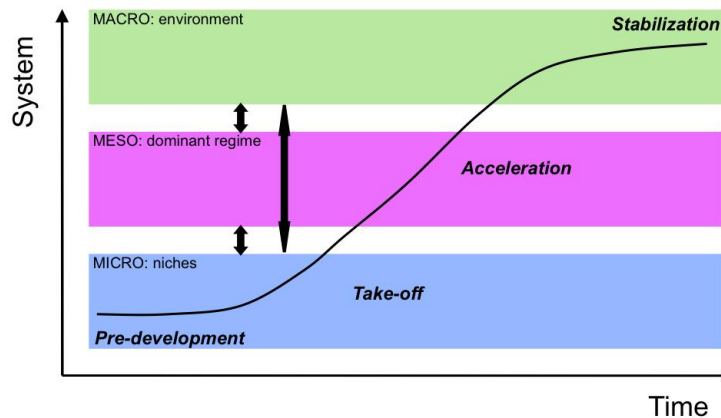 MACRO: environment
Stabilization
System
MESO: dominant regime
Acceleration
MICRO: niches
Take-off
Pre-development
Time